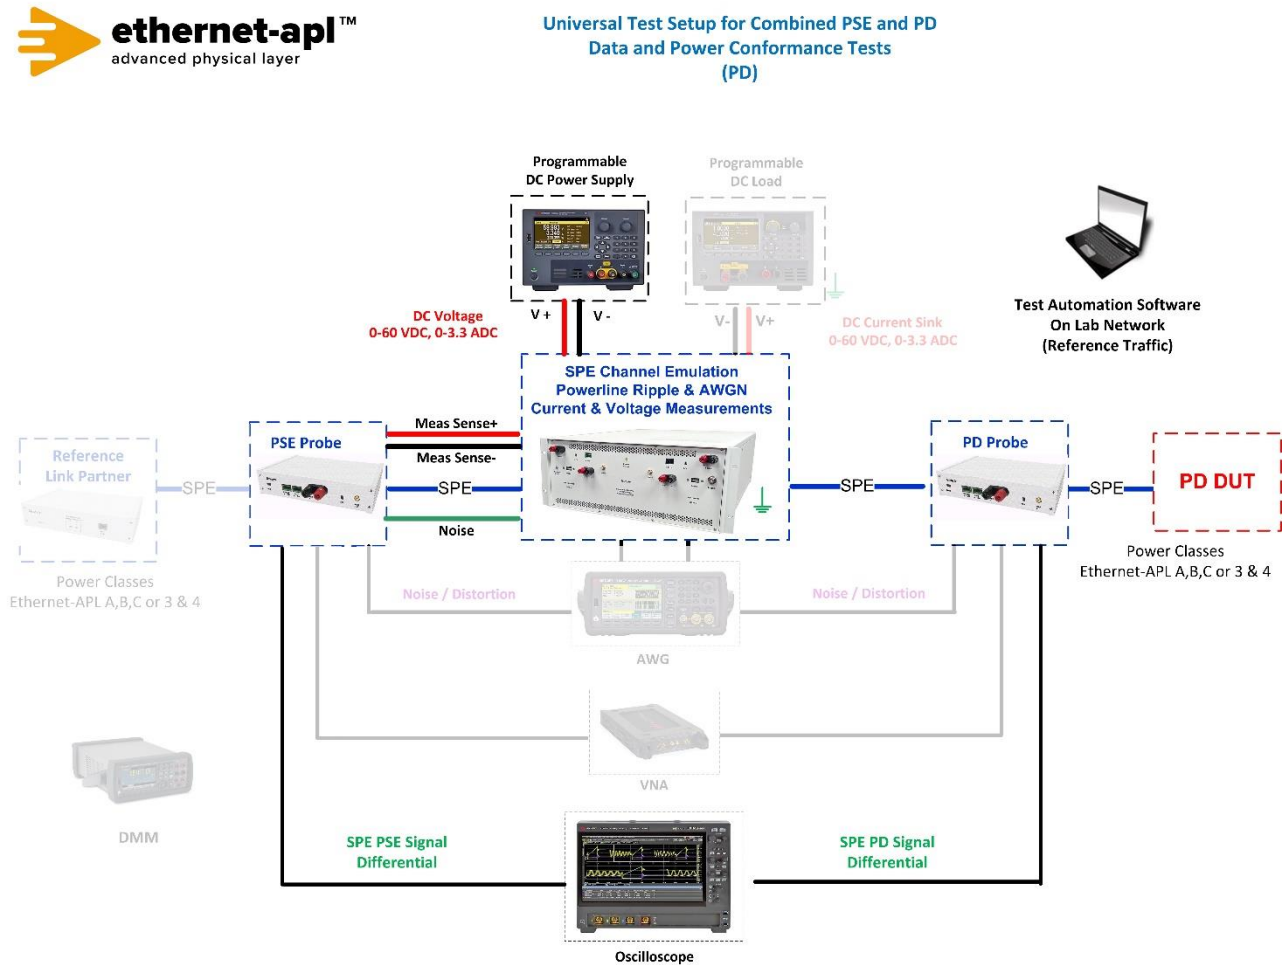 ethernet-apl™
advanced physical layer
Universal Test Setup for Combined PSE and PD
Data and Power Conformance Tests
(PD)
Programmable
DC Power Supply
Programmable
DC Load
V +
V -
V-
V+
DC Voltage
0-60 VDC, 0-3.3 ADC
DC Current Sink
0-60 VDC, 0-3.3 ADC
Test Automation Software
On Lab Network
(Reference Traffic)
SPE Channel Emulation
Powerline Ripple & AWGN
Current & Voltage Measurements
Reference
Link Partner
SPE
PSE Probe
Meas Sense+
Meas Sense-
SPE
Noise
SPE
PD Probe
SPE
PD DUT
Power Classes
Ethernet-APL A,B,C or 3 & 4
Power Classes
Ethernet-APL A,B,C or 3 & 4
Noise / Distortion
Noise / Distortion
AWG
VNA
DMM
SPE PSE Signal
Differential
SPE PD Signal
Differential
Oscilloscope